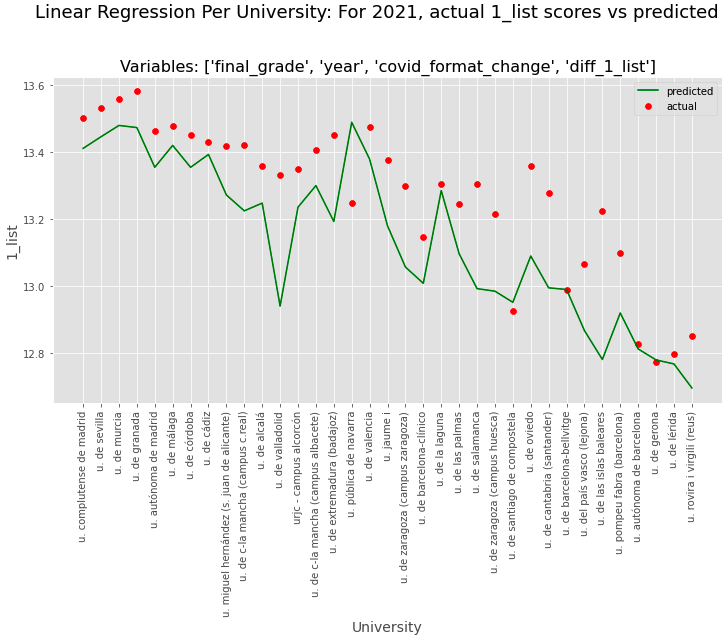 Linear Regression Per University: For 2021, actual 1_list scores vs predicted
Variables: ['final_grade', 'year', 'covid_format_change', 'diff_1_list']
predicted
actual
13.6
13.4
13.2
13.0
12.8
1_list
u. complutense de madrid
u. de sevilla
u. de murcia
u. de granada
u. autónoma de madrid
u. de málaga
u. de córdoba
u. de cádiz
u. miguel hernández (s. juan de alicante)
u. de c-la mancha (campus c.real)
u. de alcalá
u. de valladolid
urjc - campus alcorcón
u. de c-la mancha (campus albacete)
u. de extremadura (badajoz)
u. pública de navarra
u. de valencia
u. jaume i
u. de zaragoza (campus zaragoza)
u. de barcelona-clínico
u. de la laguna
u. de las palmas
u. de salamanca
u. de zaragoza (campus huesca)
u. de santiago de compostela
u. de oviedo
u. de cantabria (santander)
u. de barcelona-bellvitge
u. del país vasco (lejona)
u. de las islas baleares
u. pompeu fabra (barcelona)
u. autónoma de barcelona
u. de gerona
u. de lérida
u. rovira i virgili (reus)
University